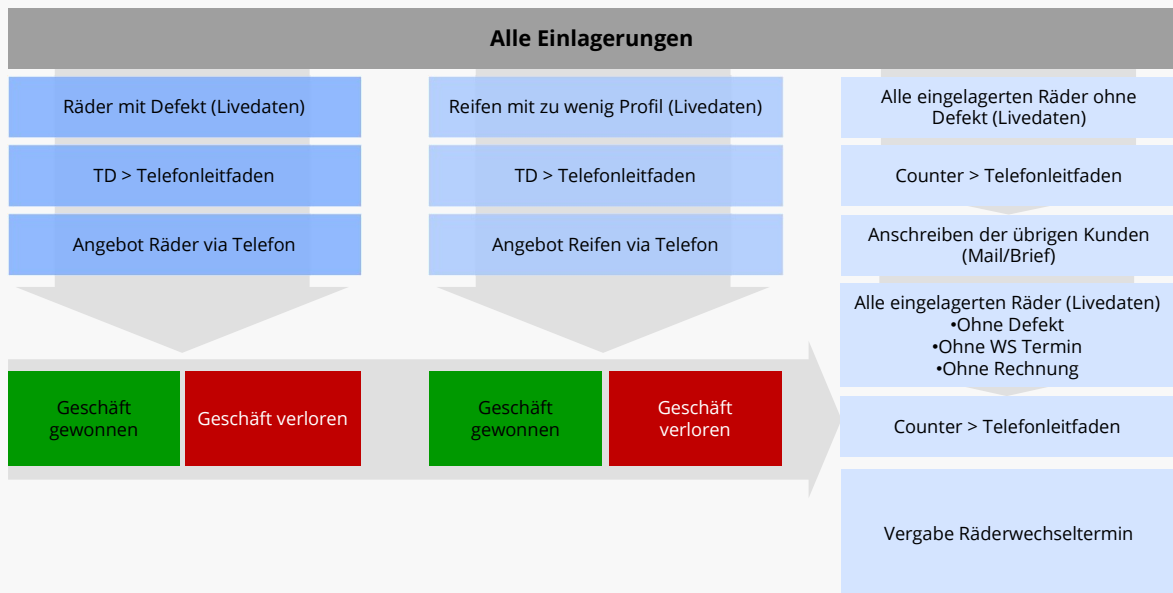 Alle Einlagerungen
Räder mit Defekt (Livedaten)
TD > Telefonleitfaden
Angebot Räder via Telefon
Geschäft
gewonnen
Geschäft verloren
Reifen mit zu wenig Profil (Livedaten)
TD > Telefonleitfaden
Angebot Reifen via Telefon
Geschäft
gewonnen
Geschäft
verloren
Alle eingelagerten Räder ohne
Defekt (Livedaten)
Counter > Telefonleitfaden
Anschreiben der übrigen Kunden
(Mail/Brief)
Alle eingelagerten Räder (Livedaten)
•Ohne Defekt
•Ohne WS Termin
•Ohne Rechnung
Counter > Telefonleitfaden
Vergabe Räderwechseltermin